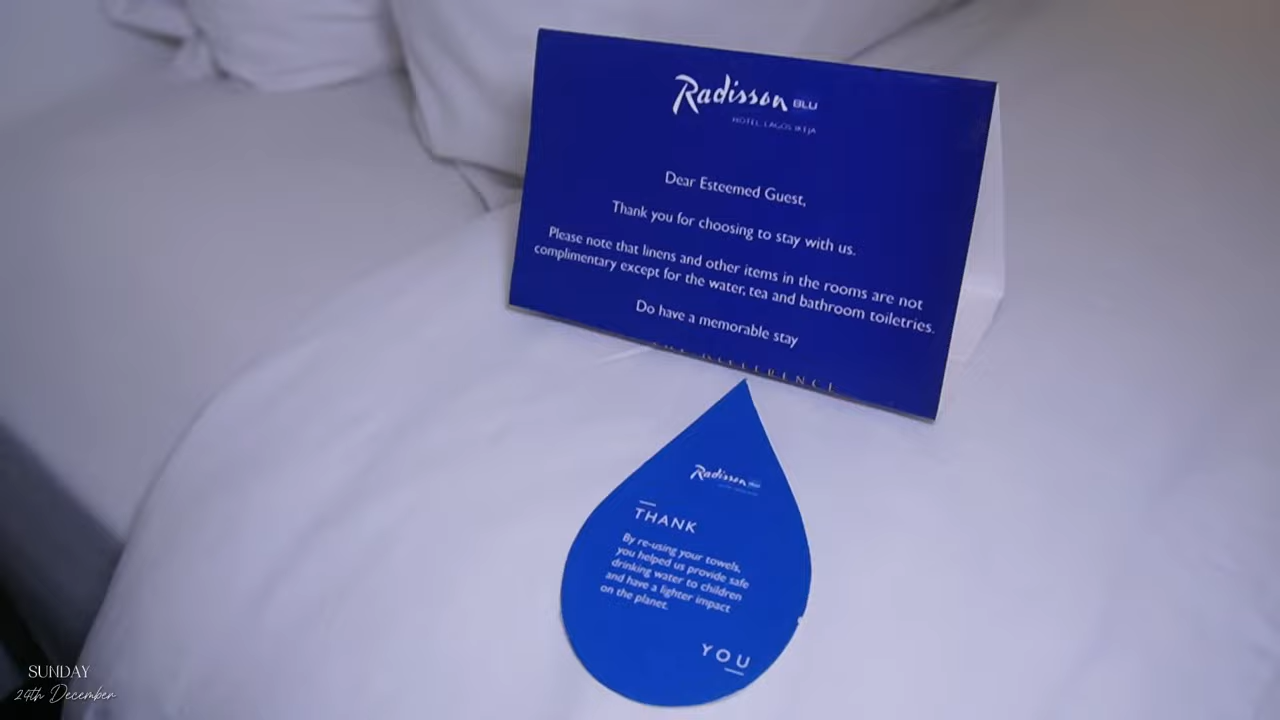 Radisson BLU
HOTEL, LAGOS IKEJA
Dear Esteemed Guest,
Thank you for choosing to stay with us.
Please note that linens and other items in the rooms are not
complimentary except for the water, tea and bathroom toiletries.
Do have a memorable stay
DIFFERENCE
Radisson BLU
THANK
By re-using your towels,
you helped us provide safe
drinking water to children
and have a lighter impact
on the planet.
YOU
SUNDAY
24th December